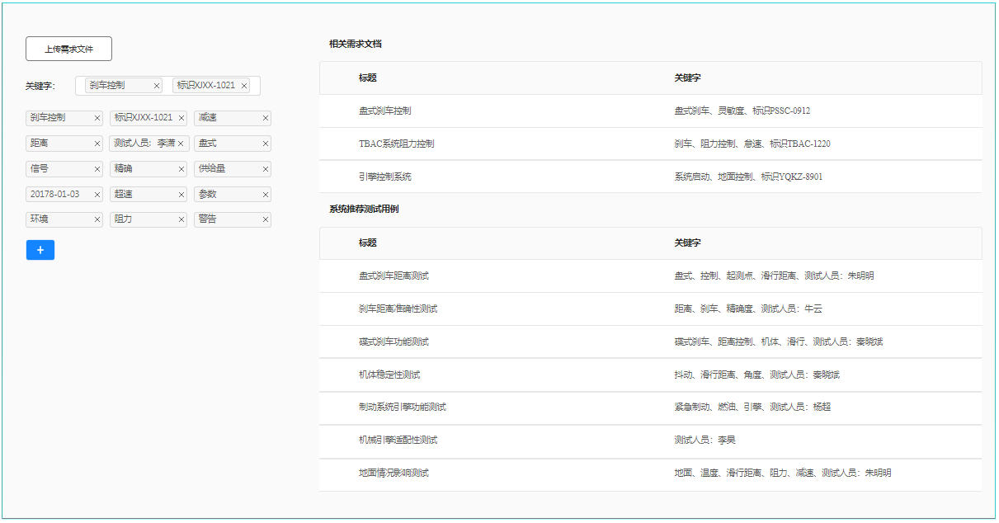 上传需求文件
关键字： 刹车控制 × 标识XJXX-1021 ×
刹车控制 × 标识XJXX-1021 × 减速 ×
距离 × 测试人员：李潇 × 盘式 ×
信号 × 精确 × 供给量 ×
20178-01-03 × 超速 × 参数 ×
环境 × 阻力 × 警告 ×
+
相关需求文档
标题 关键字
盘式刹车控制 盘式刹车、灵敏度、标识PSSC-0912
TBAC系统阻力控制 刹车、阻力控制、怠速、标识TBAC-1220
引擎控制系统 系统启动、地面控制、标识YQKZ-8901
系统推荐测试用例
标题 关键字
盘式刹车距离测试 盘式、控制、起测点、滑行距离、测试人员：朱明明
刹车距离准确性测试 距离、刹车、精确度、测试人员：牛云
碟式刹车功能测试 碟式刹车、距离控制、机体、滑行、测试人员：秦晓斌
机体稳定性测试 抖动、滑行距离、角度、测试人员：秦晓斌
制动系统引擎功能测试 紧急制动、燃油、引擎、测试人员：杨超
机械引擎适配性测试 测试人员：李昊
地面情况影响测试 地面、温度、滑行距离、阻力、减速、测试人员：朱明明